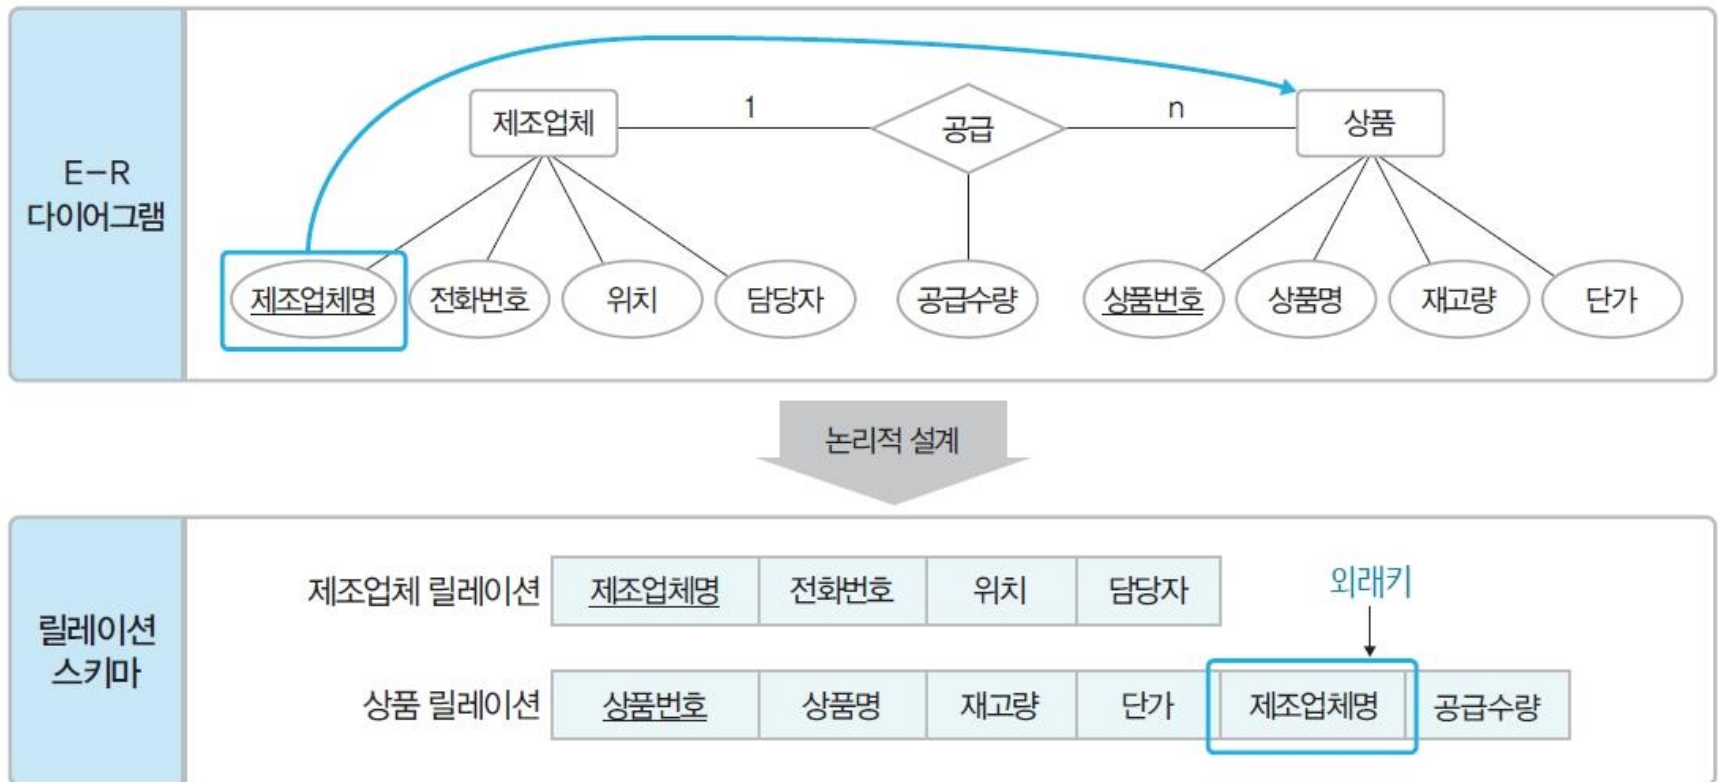 E-R
다이어그램
제조업체
1
공급
n
상품
제조업체명
전화번호
위치
담당자
공급수량
상품번호
상품명
재고량
단가
논리적 설계
릴레이션
스키마
제조업체 릴레이션
제조업체명
전화번호
위치
담당자
외래키
상품 릴레이션
상품번호
상품명
재고량
단가
제조업체명
공급수량